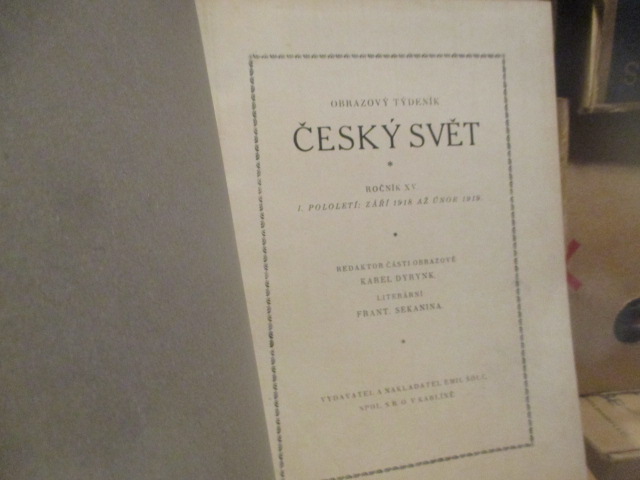 OBRAZOVÝ TÝDENÍK
ČESKÝ SVĚT
ROČNÍK XV
I. POLOLETÍ: ZÁŘÍ 1918 AŽ ÚNOR 1919.
REDAKTOR ČÁSTI OBRAZOVÉ
KAREL DYRYNK.
LITERÁRNÍ
FRANT. SEKANINA.
VYDAVATEL A NAKLADATEL EMIL ŠOLC,
SPOL. S R. O. V KARLÍNĚ